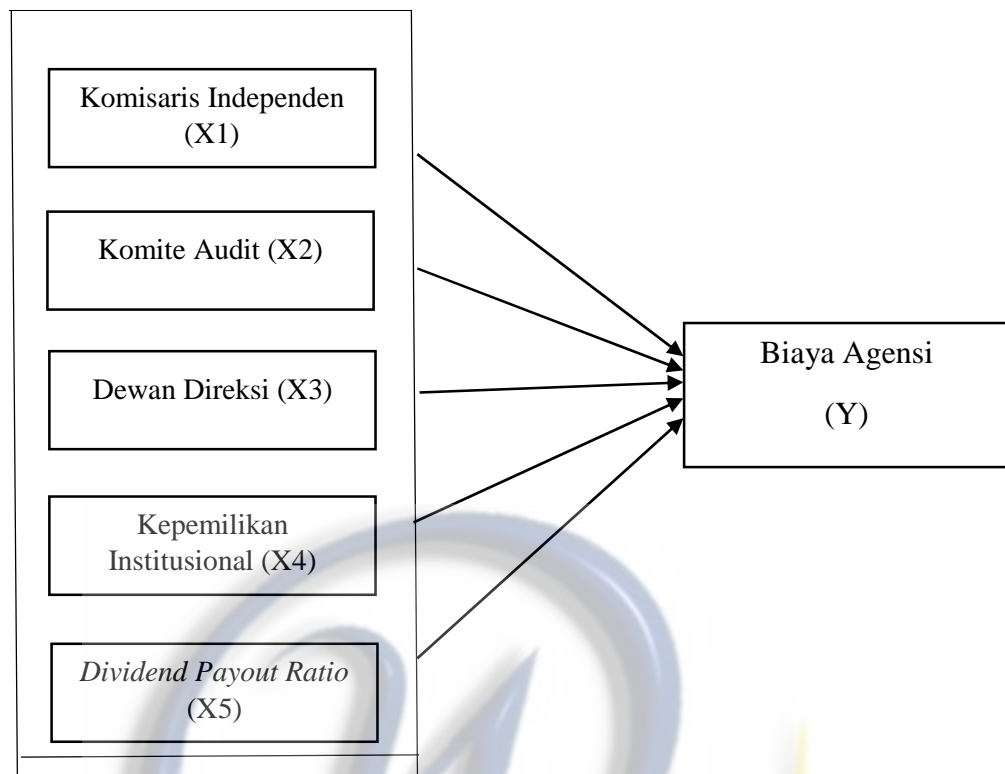 Komisaris Independen
(X1)
Komite Audit (X2)
Dewan Direksi (X3)
Kepemilikan
Institusional (X4)
Dividend Payout Ratio
(X5)
Biaya Agensi
(Y)